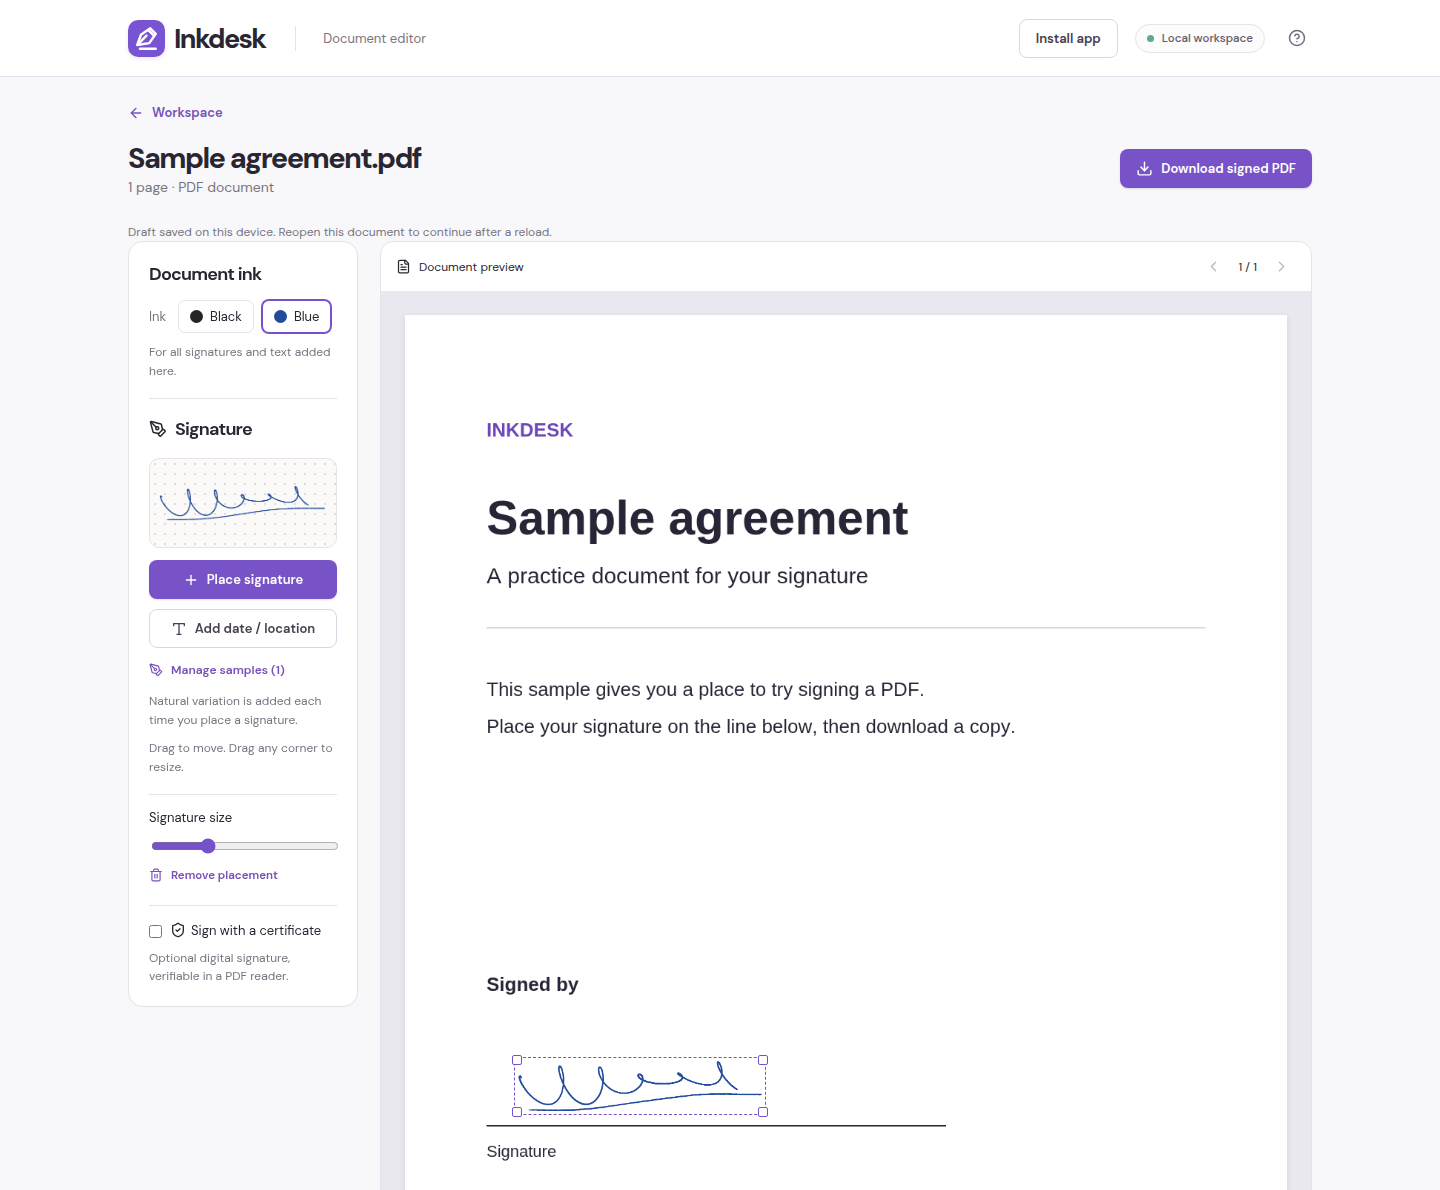 Inkdesk
Document editor
Install app
Local workspace
Workspace
Sample agreement.pdf
1 page · PDF document
Download signed PDF
Draft saved on this device. Reopen this document to continue after a reload.
Document ink
Ink
Black
Blue
For all signatures and text added
here.
Signature
Place signature
Add date / location
Manage samples (1)
Natural variation is added each
time you place a signature.
Drag to move. Drag any corner to
resize.
Signature size
Remove placement
Sign with a certificate
Optional digital signature,
verifiable in a PDF reader.
Document preview
1 / 1
INKDESK
Sample agreement
A practice document for your signature
This sample gives you a place to try signing a PDF.
Place your signature on the line below, then download a copy.
Signed by
Signature